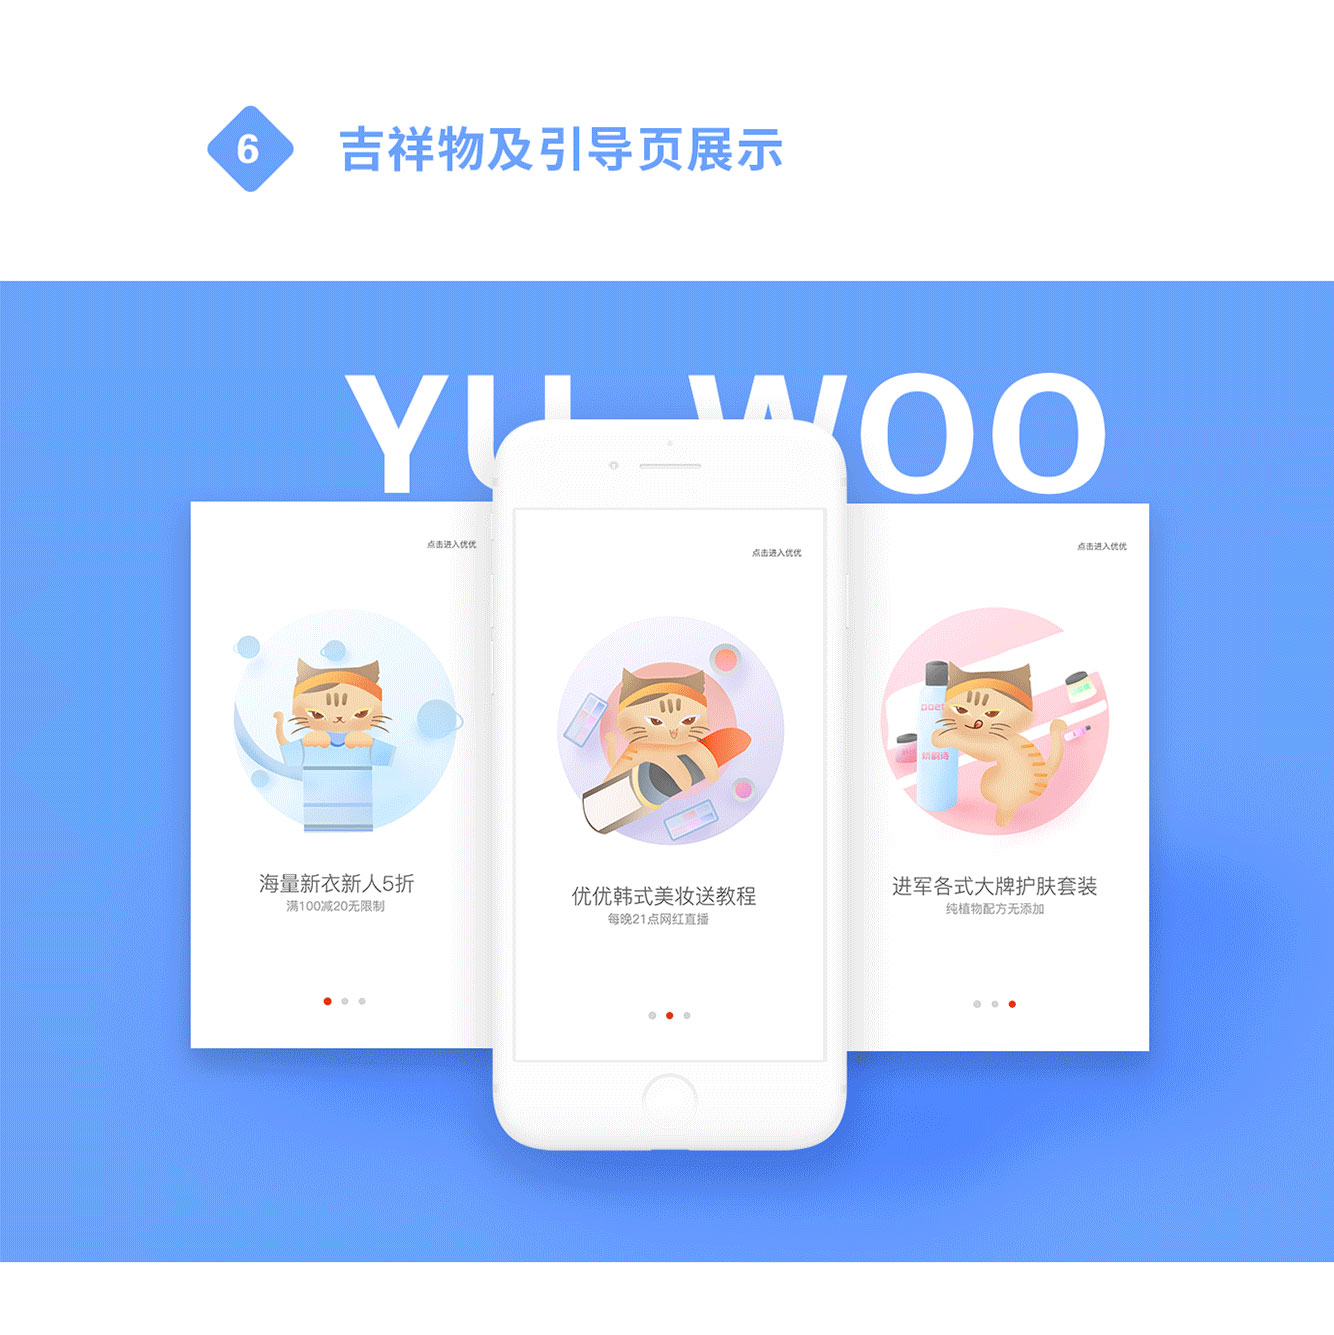 6
吉祥物及引导页展示
YU WOO
点击进入优优
海量新衣新人5折
满100减20无限制
点击进入优优
优优韩式美妆送教程
每晚21点网红直播
点击进入优优
poet
进军各式大牌护肤套装
纯植物配方无添加